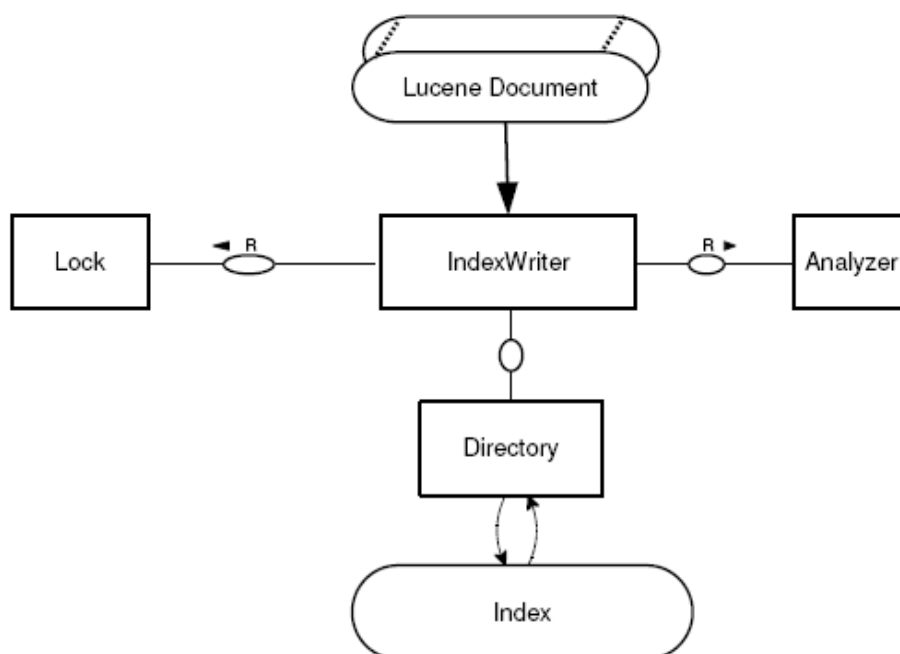 Lucene Document
R
R
Lock
IndexWriter
Analyzer
Directory
Index